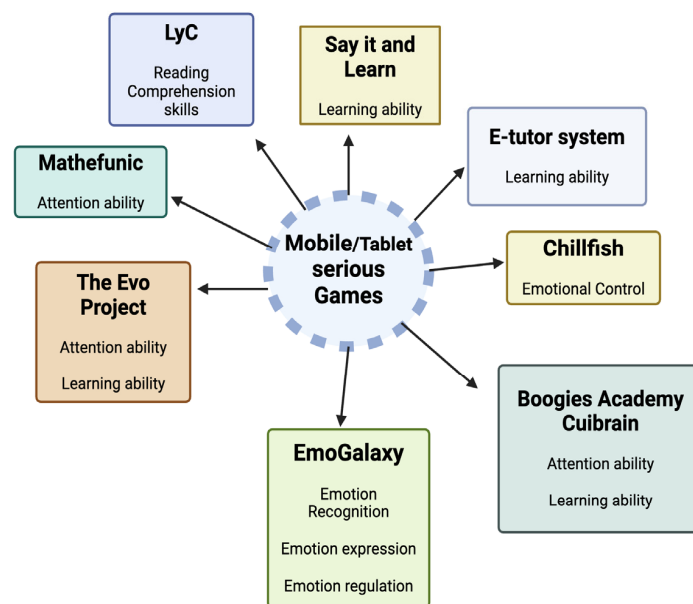 LyC
Reading
Comprehension
skills
Say it and
Learn
Learning ability
E-tutor system
Learning ability
Mathefunic
Attention ability
Mobile/Tablet
serious
Games
Chillfish
Emotional Control
The Evo
Project
Attention ability
Learning ability
Boogies Academy
Cuibrain
Attention ability
Learning ability
EmoGalaxy
Emotion
Recognition
Emotion expression
Emotion regulation